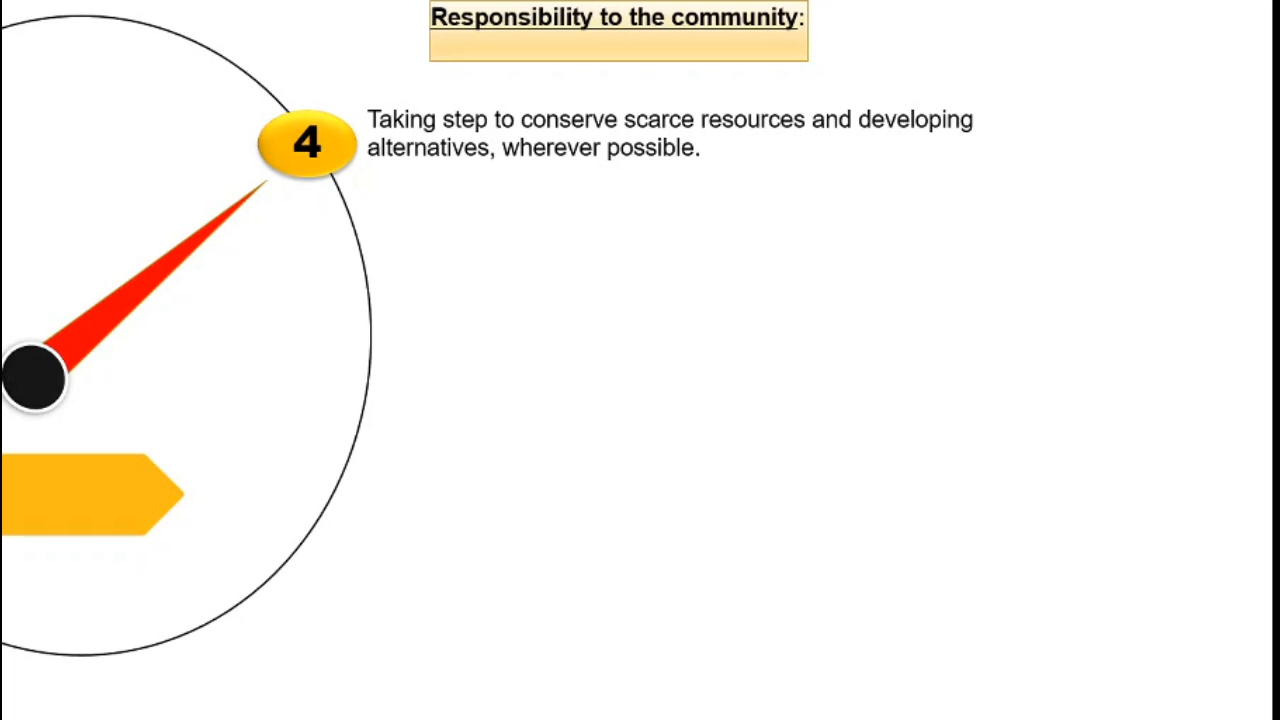 Responsibility to the community:
4
Taking step to conserve scarce resources and developing
alternatives, wherever possible.